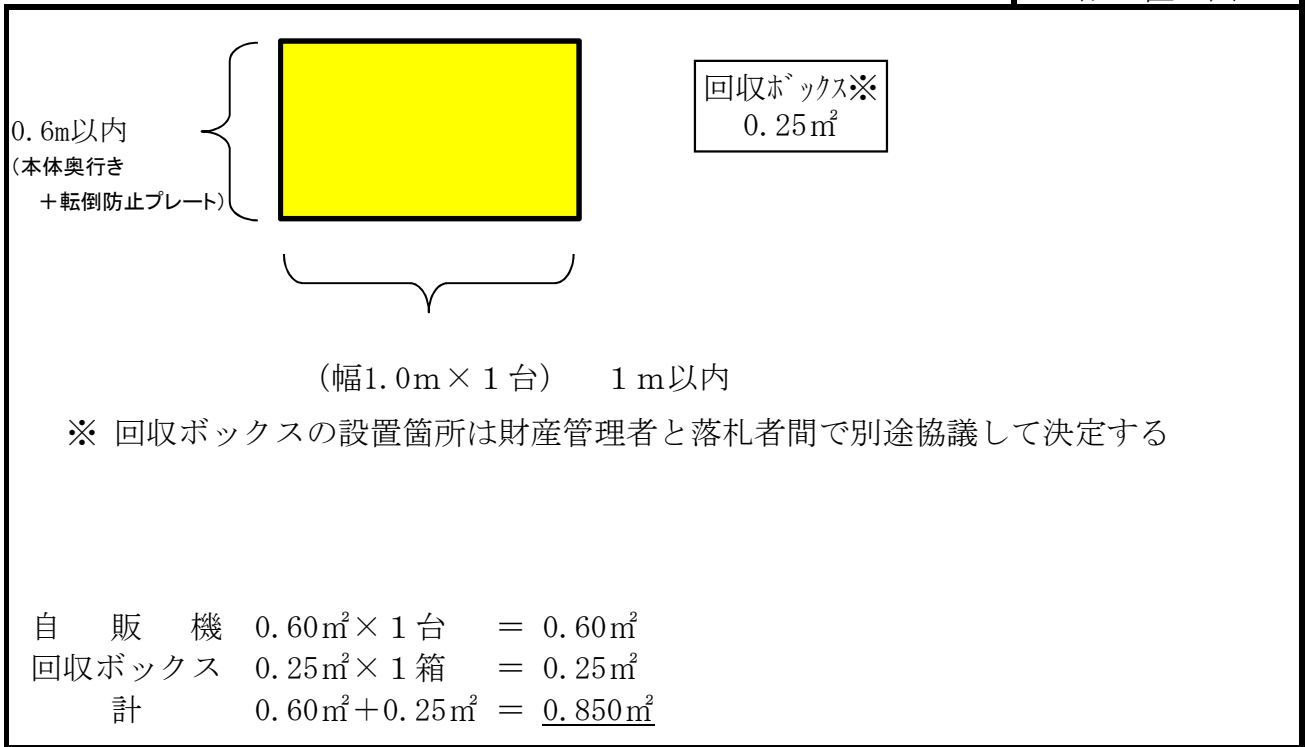 回収ボックス※
0.25㎡
0.6m以内
（本体奥行き
＋転倒防止プレート）
（幅1.0ｍ×１台）　１ｍ以内
※ 回収ボックスの設置箇所は財産管理者と落札者間で別途協議して決定する
自　販　機　0.60㎡×１台　＝ 0.60㎡
回収ボックス　0.25㎡×１箱　＝ 0.25㎡
計　0.60㎡＋0.25㎡ ＝ 0.850㎡